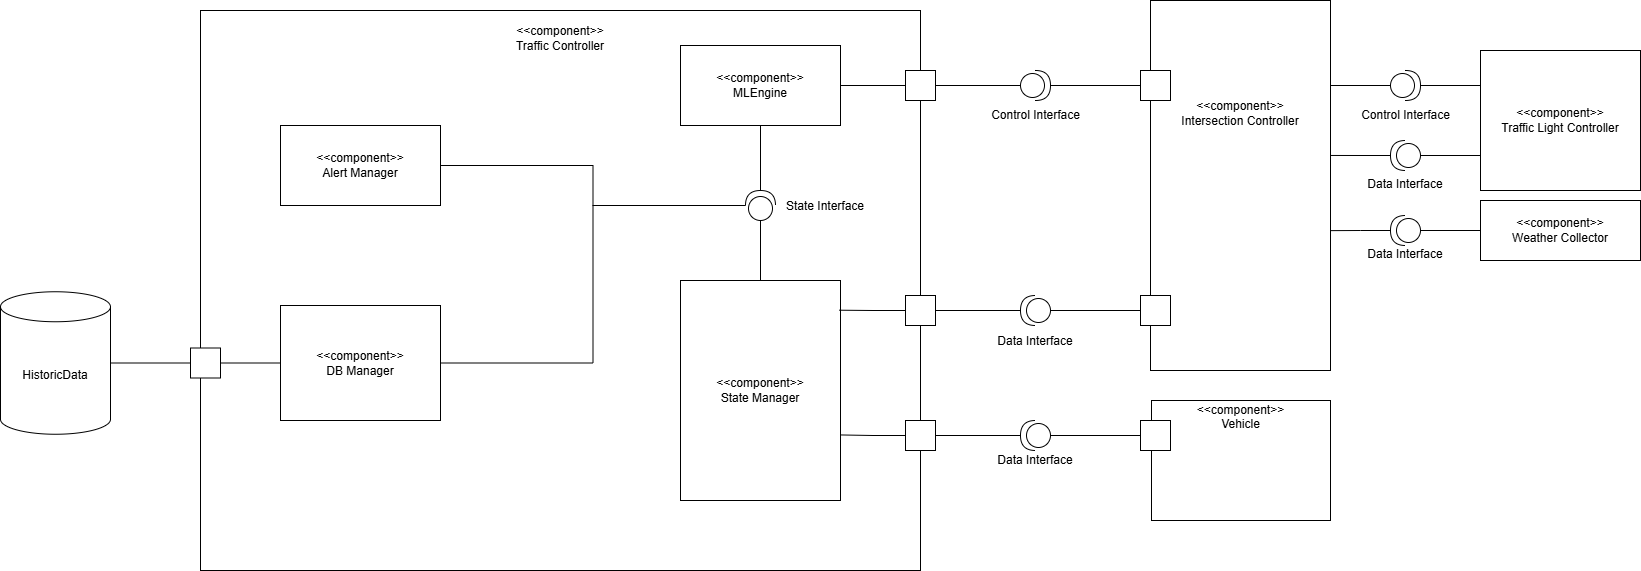 <<component>>
Traffic Controller
<<component>>
MLEngine
<<component>>
Alert Manager
State Interface
HistoricData
<<component>>
DB Manager
<<component>>
State Manager
Control Interface
Data Interface
Data Interface
<<component>>
Intersection Controller
<<component>>
Vehicle
Control Interface
Data Interface
Data Interface
<<component>>
Traffic Light Controller
<<component>>
Weather Collector